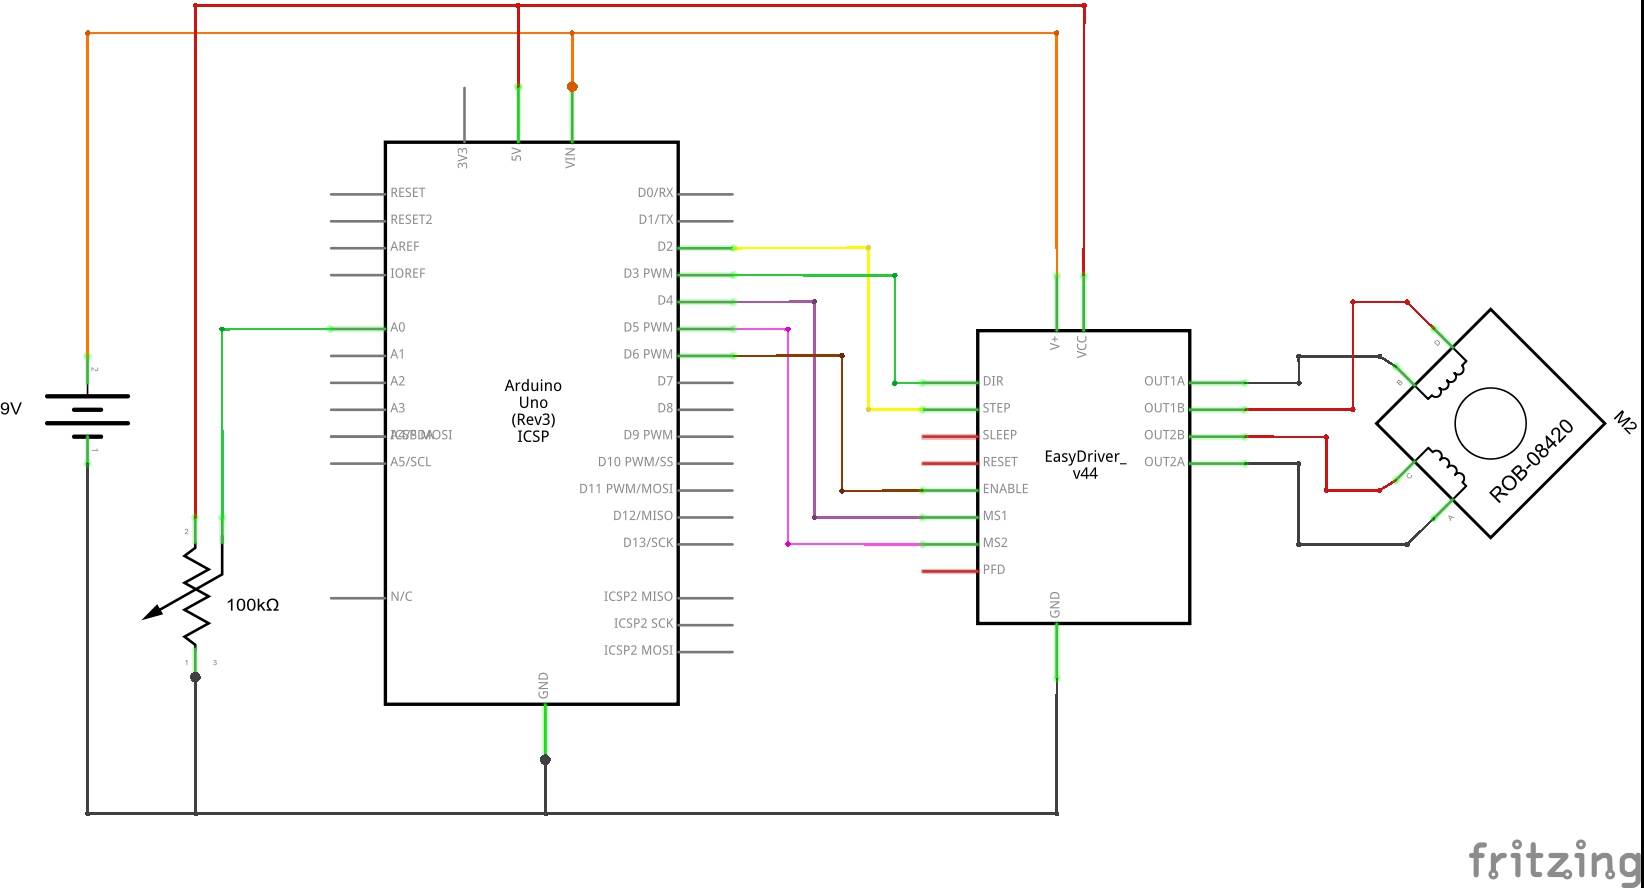 3V3
5V
VIN
RESET
RESET2
AREF
IOREF
A0
A1
A2
A3
A5/SCL
N/C
D0/RX
D1/TX
D2
D3 PWM
D4
D5 PWM
D6 PWM
D7
D8
D9 PWM
D10 PWM/SS
D11 PWM/MOSI
D12/MISO
D13/SCK
ICSP2 MISO
ICSP2 SCK
ICSP2 MOSI
GND
Arduino
Uno
(Rev3)
ICSP
9V
2
1
2
1
3
100kΩ
V+
VCC
DIR
STEP
SLEEP
RESET
ENABLE
MS1
MS2
PFD
GND
EasyDriver_
v44
OUT1A
OUT1B
OUT2B
OUT2A
D
B
C
A
ROB-08420
M2
fritzing